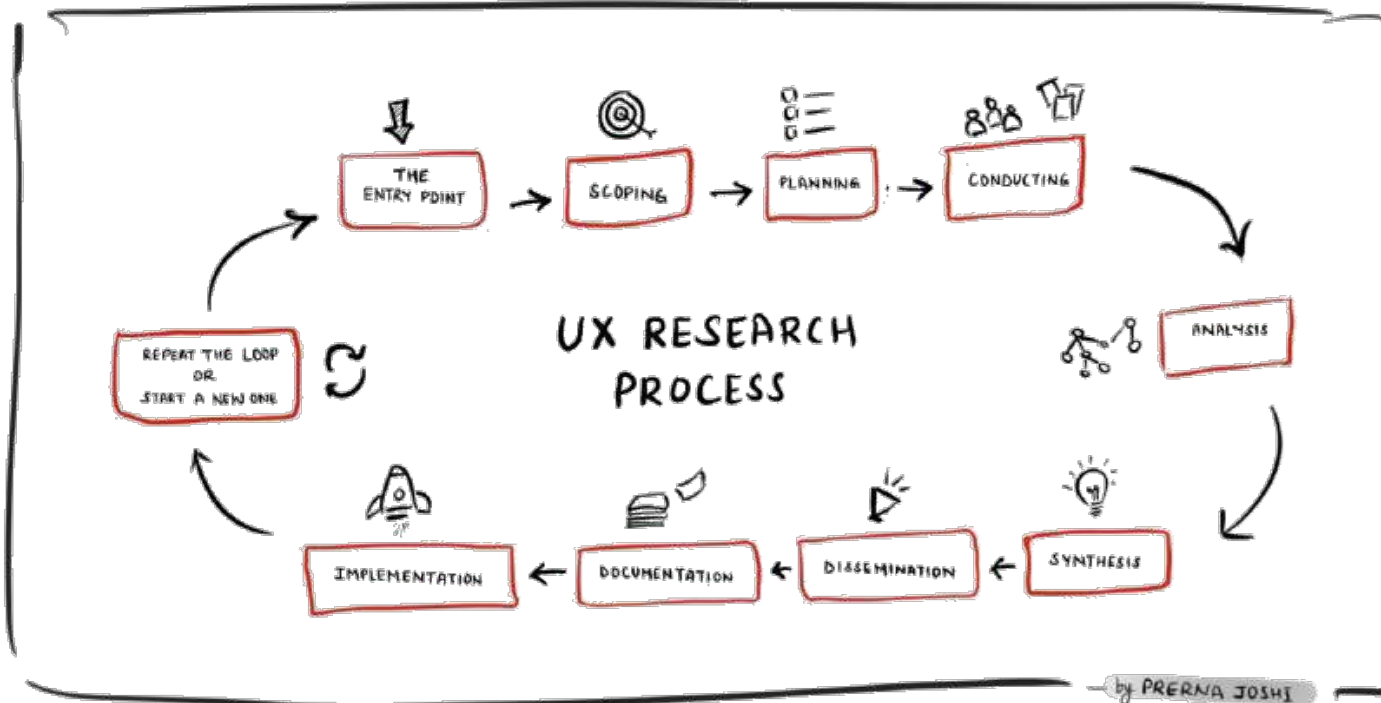 THE
ENTRY POINT
SCOPING
PLANNING
CONDUCTING
ANALYSIS
UX RESEARCH
PROCESS
REPEAT THE LOOP
OR
START A NEW ONE
SYNTHESIS
DISSEMINATION
DOCUMENTATION
IMPLEMENTATION
by PRERNA JOSHI